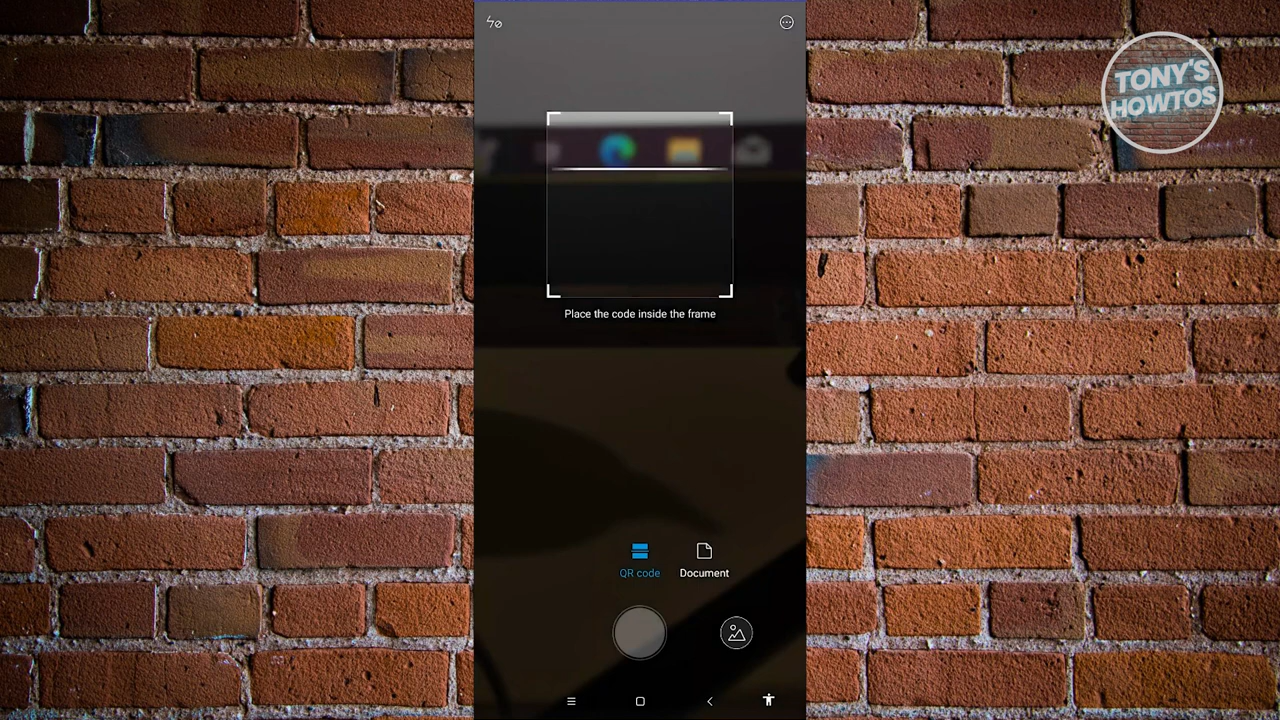 TONY'S
HOWTOS
Place the code inside the frame
QR code
Document